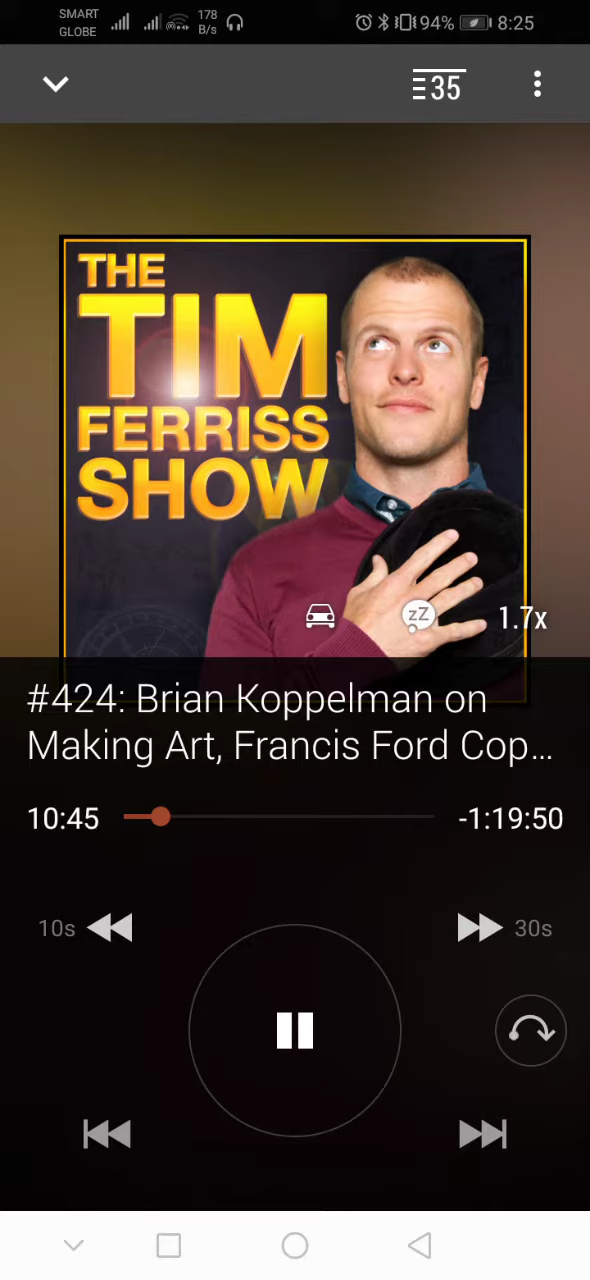 SMART
GLOBE
178
B/s
94%
8:25
35
THE
TIM
FERRISS
SHOW
zZ
1.7x
#424: Brian Koppelman on
Making Art, Francis Ford Cop...
10:45
-1:19:50
10s
30s